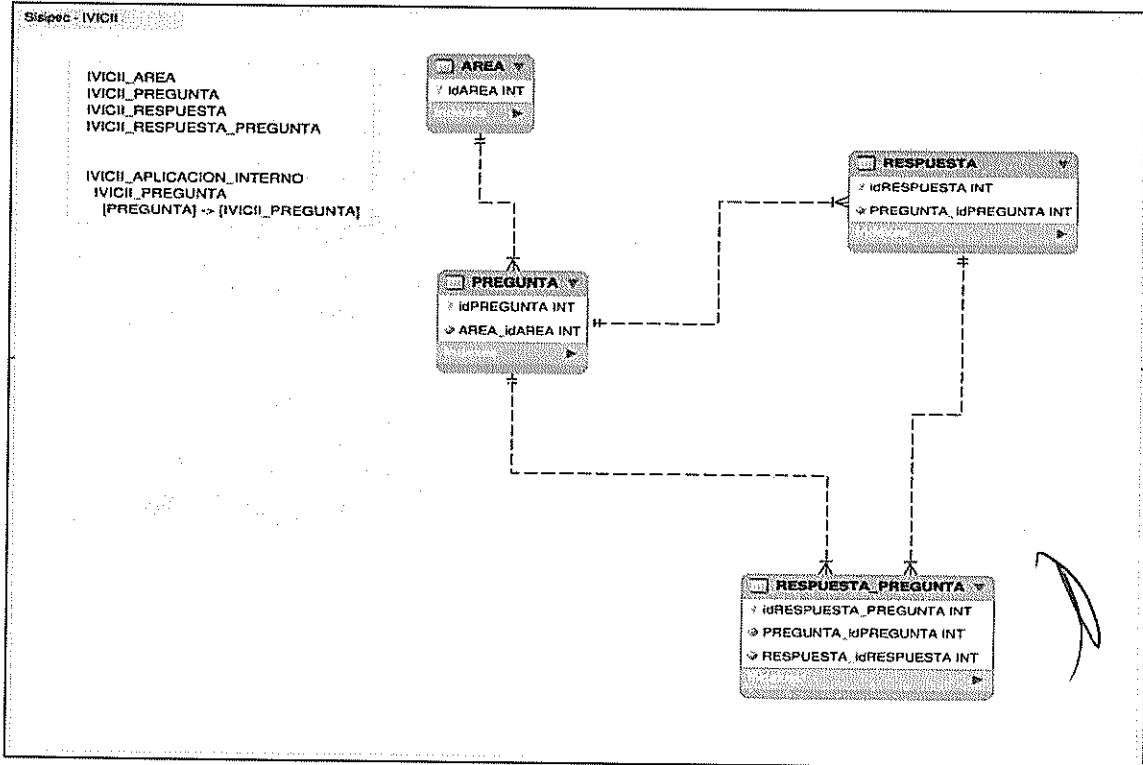 Sisipec - IVICII
IVICII_AREA
IVICII_PREGUNTA
IVICII_RESPUESTA
IVICII_RESPUESTA_PREGUNTA
IVICII_APLICACION_INTERNO
IVICII_PREGUNTA
[PREGUNTA] -> [IVICII_PREGUNTA]
AREA
idAREA INT
RESPUESTA
idRESPUESTA INT
PREGUNTA_idPREGUNTA INT
PREGUNTA
idPREGUNTA INT
AREA_idAREA INT
RESPUESTA_PREGUNTA
idRESPUESTA_PREGUNTA INT
PREGUNTA_idPREGUNTA INT
RESPUESTA_idRESPUESTA INT